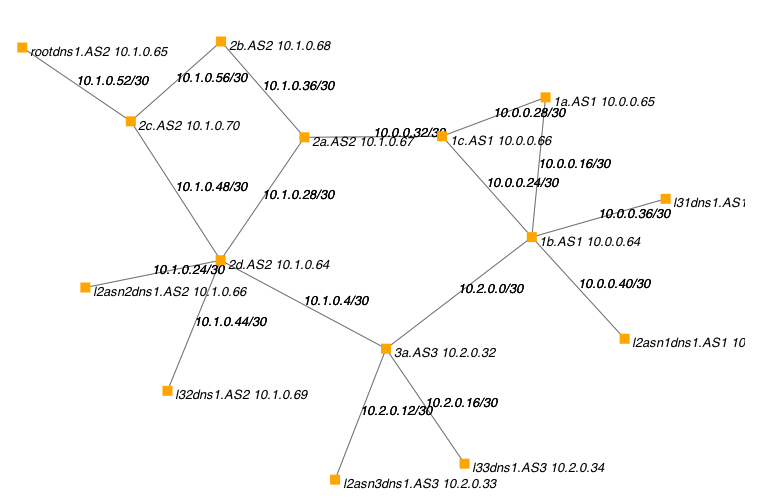 2b.AS2 10.1.0.68
rootdns1.AS2 10.1.0.65
10.1.0.56/30
10.1.0.52/30
10.1.0.36/30
1a.AS1 10.0.0.65
10.0.0.28/30
2c.AS2 10.1.0.70
10.0.0.32/30
2a.AS2 10.1.0.67
1c.AS1 10.0.0.66
10.0.0.16/30
10.0.0.24/30
10.1.0.48/30
10.1.0.28/30
l31dns1.AS1
10.0.0.36/30
1b.AS1 10.0.0.64
2d.AS2 10.1.0.64
10.1.0.24/30
l2asn2dns1.AS2 10.1.0.66
10.2.0.0/30
10.0.0.40/30
10.1.0.4/30
10.1.0.44/30
l2asn1dns1.AS1 10
3a.AS3 10.2.0.32
l32dns1.AS2 10.1.0.69
10.2.0.16/30
10.2.0.12/30
l33dns1.AS3 10.2.0.34
l2asn3dns1.AS3 10.2.0.33